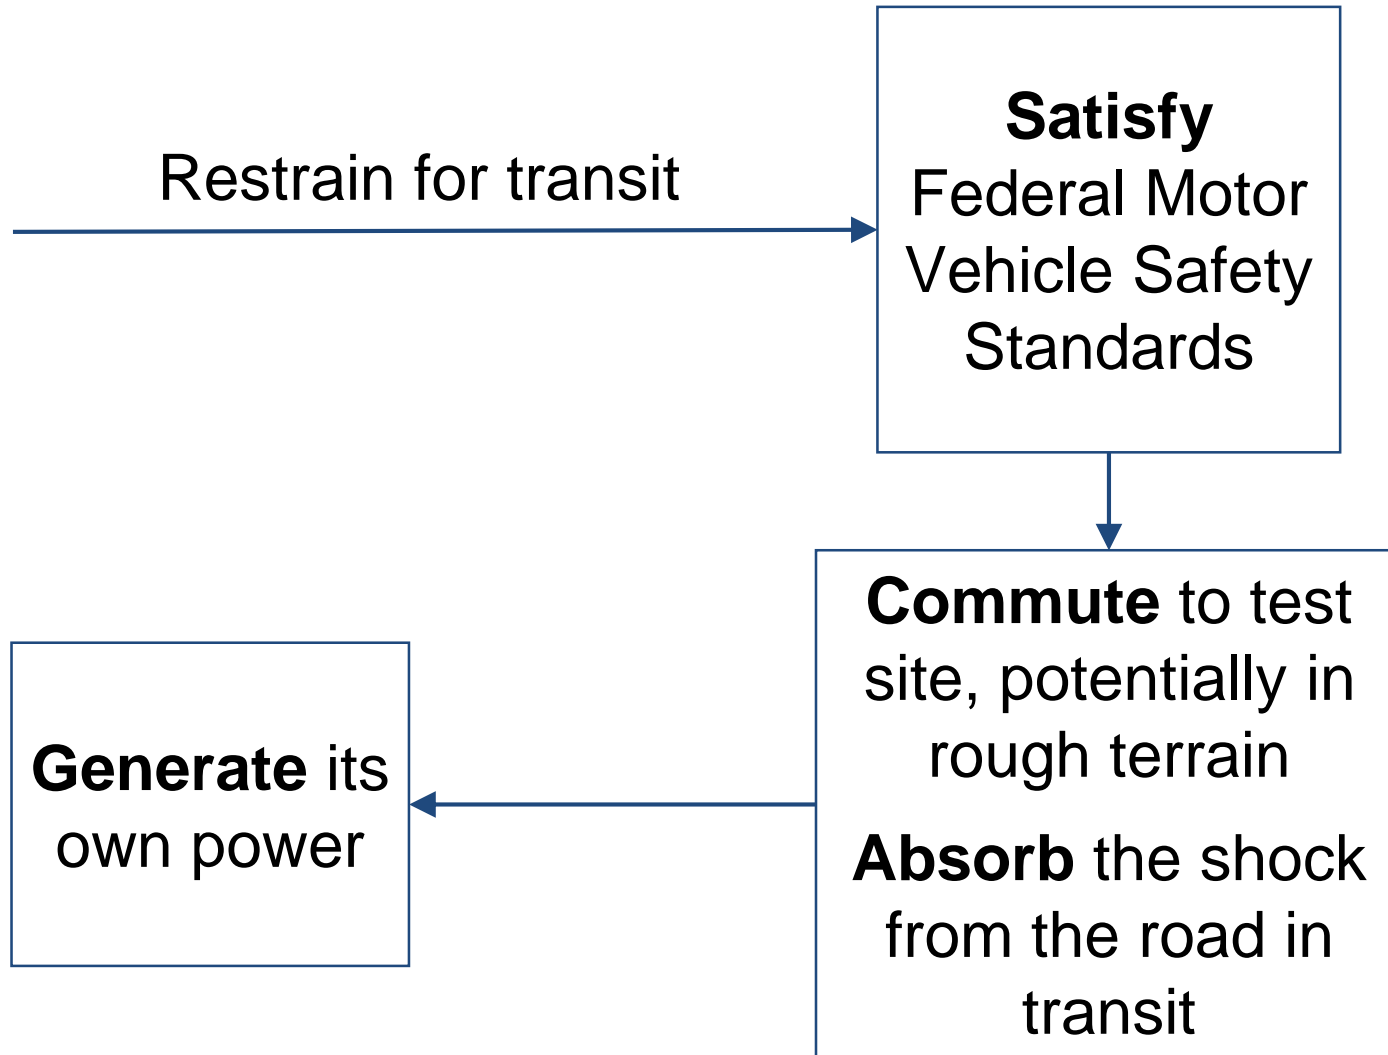 Restrain for transit
Satisfy
Federal Motor
Vehicle Safety
Standards
Commute to test
site, potentially in
rough terrain
Absorb the shock
from the road in
transit
Generate its
own power